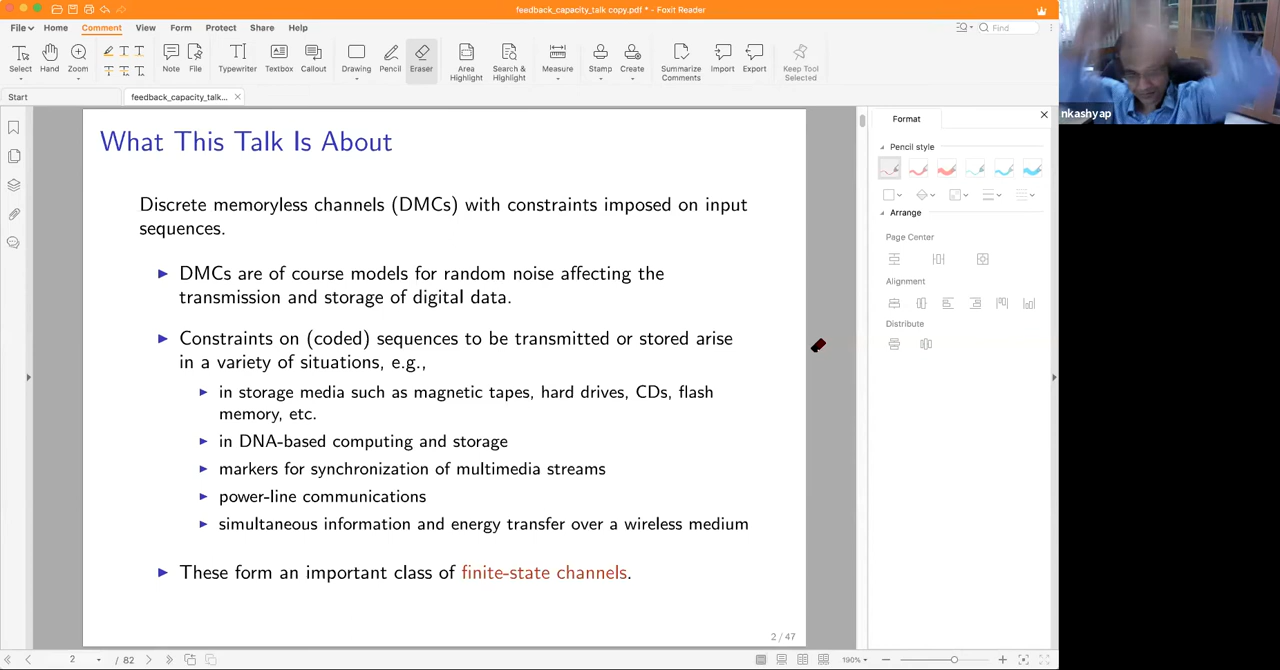 feedback_capacity_talk copy.pdf * - Foxit Reader
File Home Comment View Form Protect Share Help Find
Select Hand Zoom Note File Typewriter Textbox Callout Drawing Pencil Eraser Area Highlight Search & Highlight Measure Stamp Create Summarize Comments Import Export Keep Tool Selected
Start feedback_capacity_talk...
nkashyap
What This Talk Is About
Discrete memoryless channels (DMCs) with constraints imposed on input
sequences.
DMCs are of course models for random noise affecting the
transmission and storage of digital data.
Constraints on (coded) sequences to be transmitted or stored arise
in a variety of situations, e.g.,
in storage media such as magnetic tapes, hard drives, CDs, flash
memory, etc.
in DNA-based computing and storage
markers for synchronization of multimedia streams
power-line communications
simultaneous information and energy transfer over a wireless medium
These form an important class of finite-state channels.
2 / 47
Format
Pencil style
Arrange
Page Center
Alignment
Distribute
2 / 82 190%